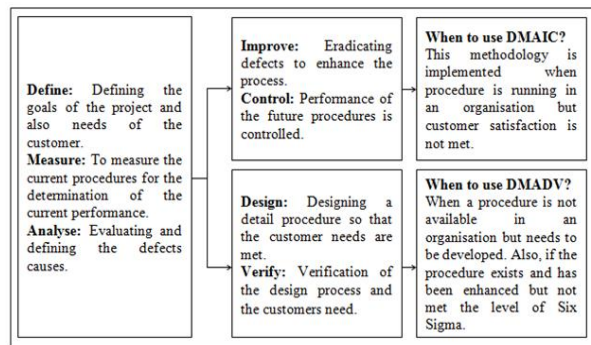 Define: Defining the
goals of the project and
also needs of the
customer.
Measure: To measure the
current procedures for the
determination of the
current performance.
Analyse: Evaluating and
defining the defects
causes.
Improve: Eradicating
defects to enhance the
process.
Control: Performance of
the future procedures is
controlled.
When to use DMAIC?
This methodology is
implemented when
procedure is running in
an organisation but
customer satisfaction is
not met.
Design: Designing a
detail procedure so that
the customer needs are
met.
Verify: Verification of
the design process and
the customers need.
When to use DMADV?
When a procedure is not
available in an
organisation but needs to
be developed. Also, if the
procedure exists and has
been enhanced but not
met the level of Six
Sigma.